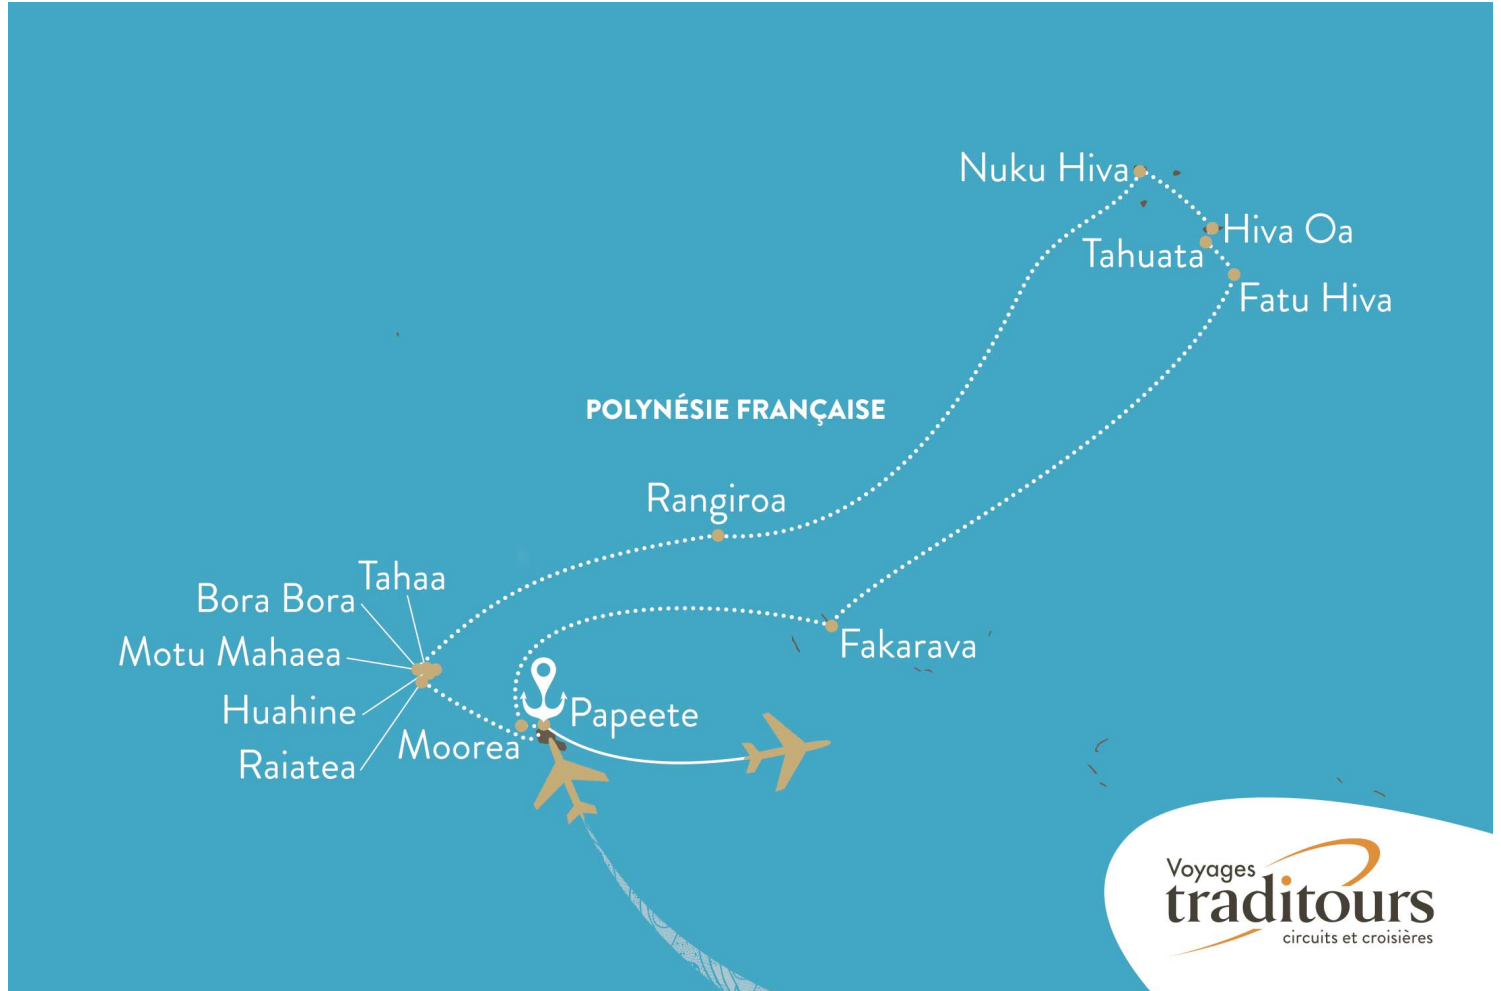 Nuku Hiva
Hiva Oa
Tahuata
Fatu Hiva
POLYNÉSIE FRANÇAISE
Rangiroa
Tahaa
Bora Bora
Motu Mahaea
Huahine
Raiatea
Fakarava
Papeete
Moorea
Voyages
traditours
circuits et croisières